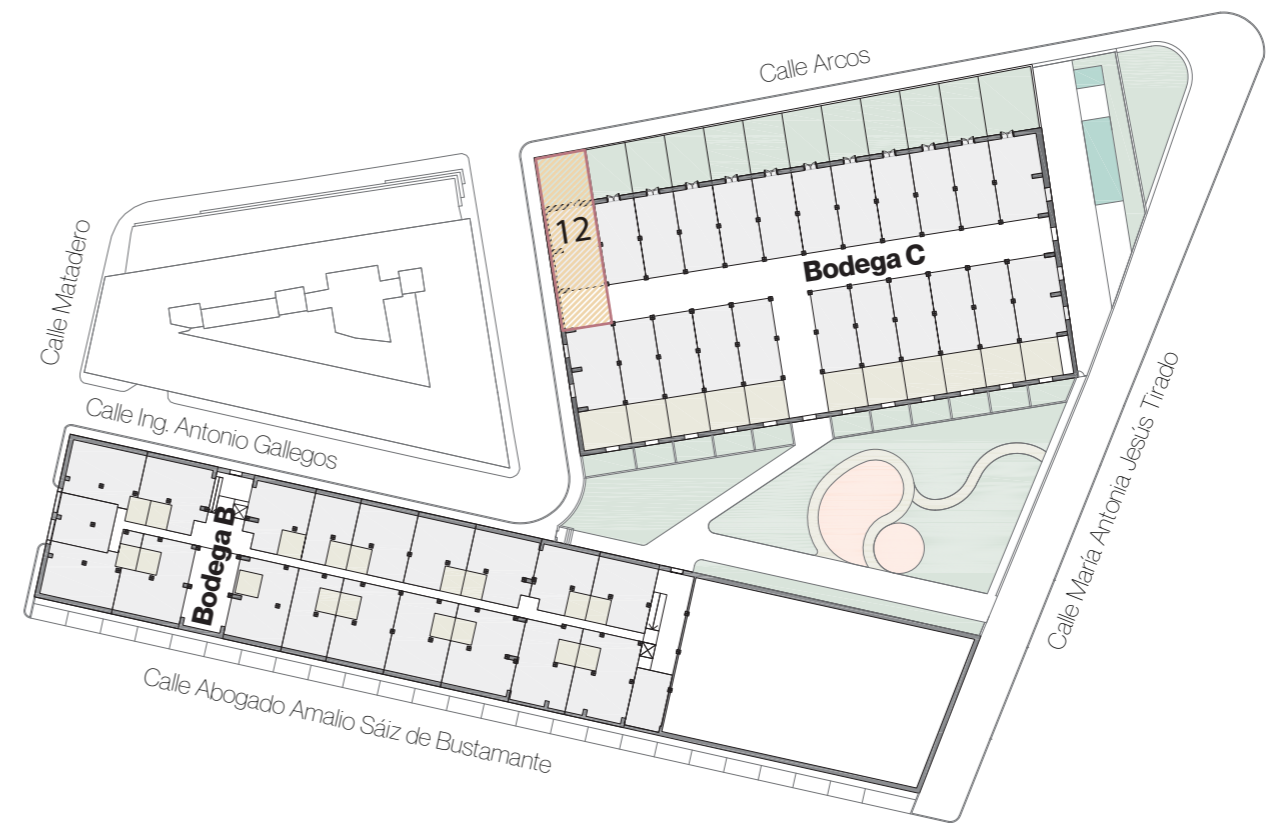 Calle Arcos
12
Bodega C
Calle Matadero
Calle Ing. Antonio Gallegos
Bodega B
Calle María Antonia Jesús Tirado
Calle Abogado Amalio Sáiz de Bustamante